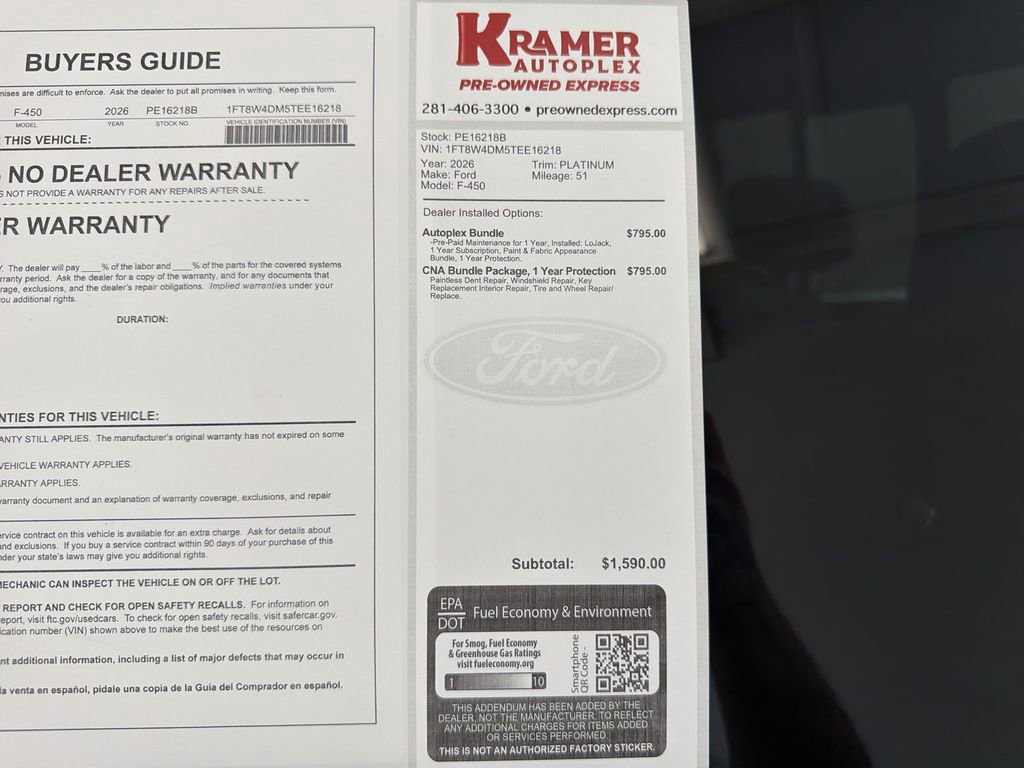 BUYERS GUIDE
mises are difficult to enforce. Ask the dealer to put all promises in writing. Keep this form.
F-450 2026 PE16218B 1FT8W4DM5TEE16218
MODEL YEAR STOCK NO. VEHICLE IDENTIFICATION NUMBER (VIN)
THIS VEHICLE:
NO DEALER WARRANTY
S NOT PROVIDE A WARRANTY FOR ANY REPAIRS AFTER SALE.
R WARRANTY
Y. The dealer will pay ____% of the labor and ____% of the parts for the covered systems
rranty period. Ask the dealer for a copy of the warranty, and for any documents that
rage, exclusions, and the dealer's repair obligations. Implied warranties under your
ou additional rights.
DURATION:
NTIES FOR THIS VEHICLE:
ANTY STILL APPLIES. The manufacturer's original warranty has not expired on some
VEHICLE WARRANTY APPLIES.
RRANTY APPLIES.
warranty document and an explanation of warranty coverage, exclusions, and repair
ervice contract on this vehicle is available for an extra charge. Ask for details about
and exclusions. If you buy a service contract within 90 days of your purchase of this
der your state's laws may give you additional rights.
MECHANIC CAN INSPECT THE VEHICLE ON OR OFF THE LOT.
REPORT AND CHECK FOR OPEN SAFETY RECALLS. For information on
eport, visit ftc.gov/usedcars. To check for open safety recalls, visit safercar.gov.
ication number (VIN) shown above to make the best use of the resources on
nt additional information, including a list of major defects that may occur in
la venta en español, pidale una copia de la Guia del Comprador en español.
KRAMER
AUTOPLEX
PRE-OWNED EXPRESS
281-406-3300 • preownedexpress.com
Stock: PE16218B
VIN: 1FT8W4DM5TEE16218
Year: 2026 Trim: PLATINUM
Make: Ford Mileage: 51
Model: F-450
Dealer Installed Options:
Autoplex Bundle $795.00
-Pre-Paid Maintenance for 1 Year, Installed: LoJack,
1 Year Subscription, Paint & Fabric Appearance
Bundle, 1 Year Protection.
CNA Bundle Package, 1 Year Protection $795.00
Paintless Dent Repair, Windshield Repair, Key
Replacement Interior Repair, Tire and Wheel Repair/
Replace.
Ford
Subtotal: $1,590.00
EPA
DOT Fuel Economy & Environment
For Smog, Fuel Economy
& Greenhouse Gas Ratings
visit fueleconomy.org
1 10
Smartphone
QR Code -
THIS ADDENDUM HAS BEEN ADDED BY THE
DEALER, NOT THE MANUFACTURER, TO REFLECT
ANY ADDITIONAL CHARGES FOR ITEMS ADDED
OR SERVICES PERFORMED
THIS IS NOT AN AUTHORIZED FACTORY STICKER.